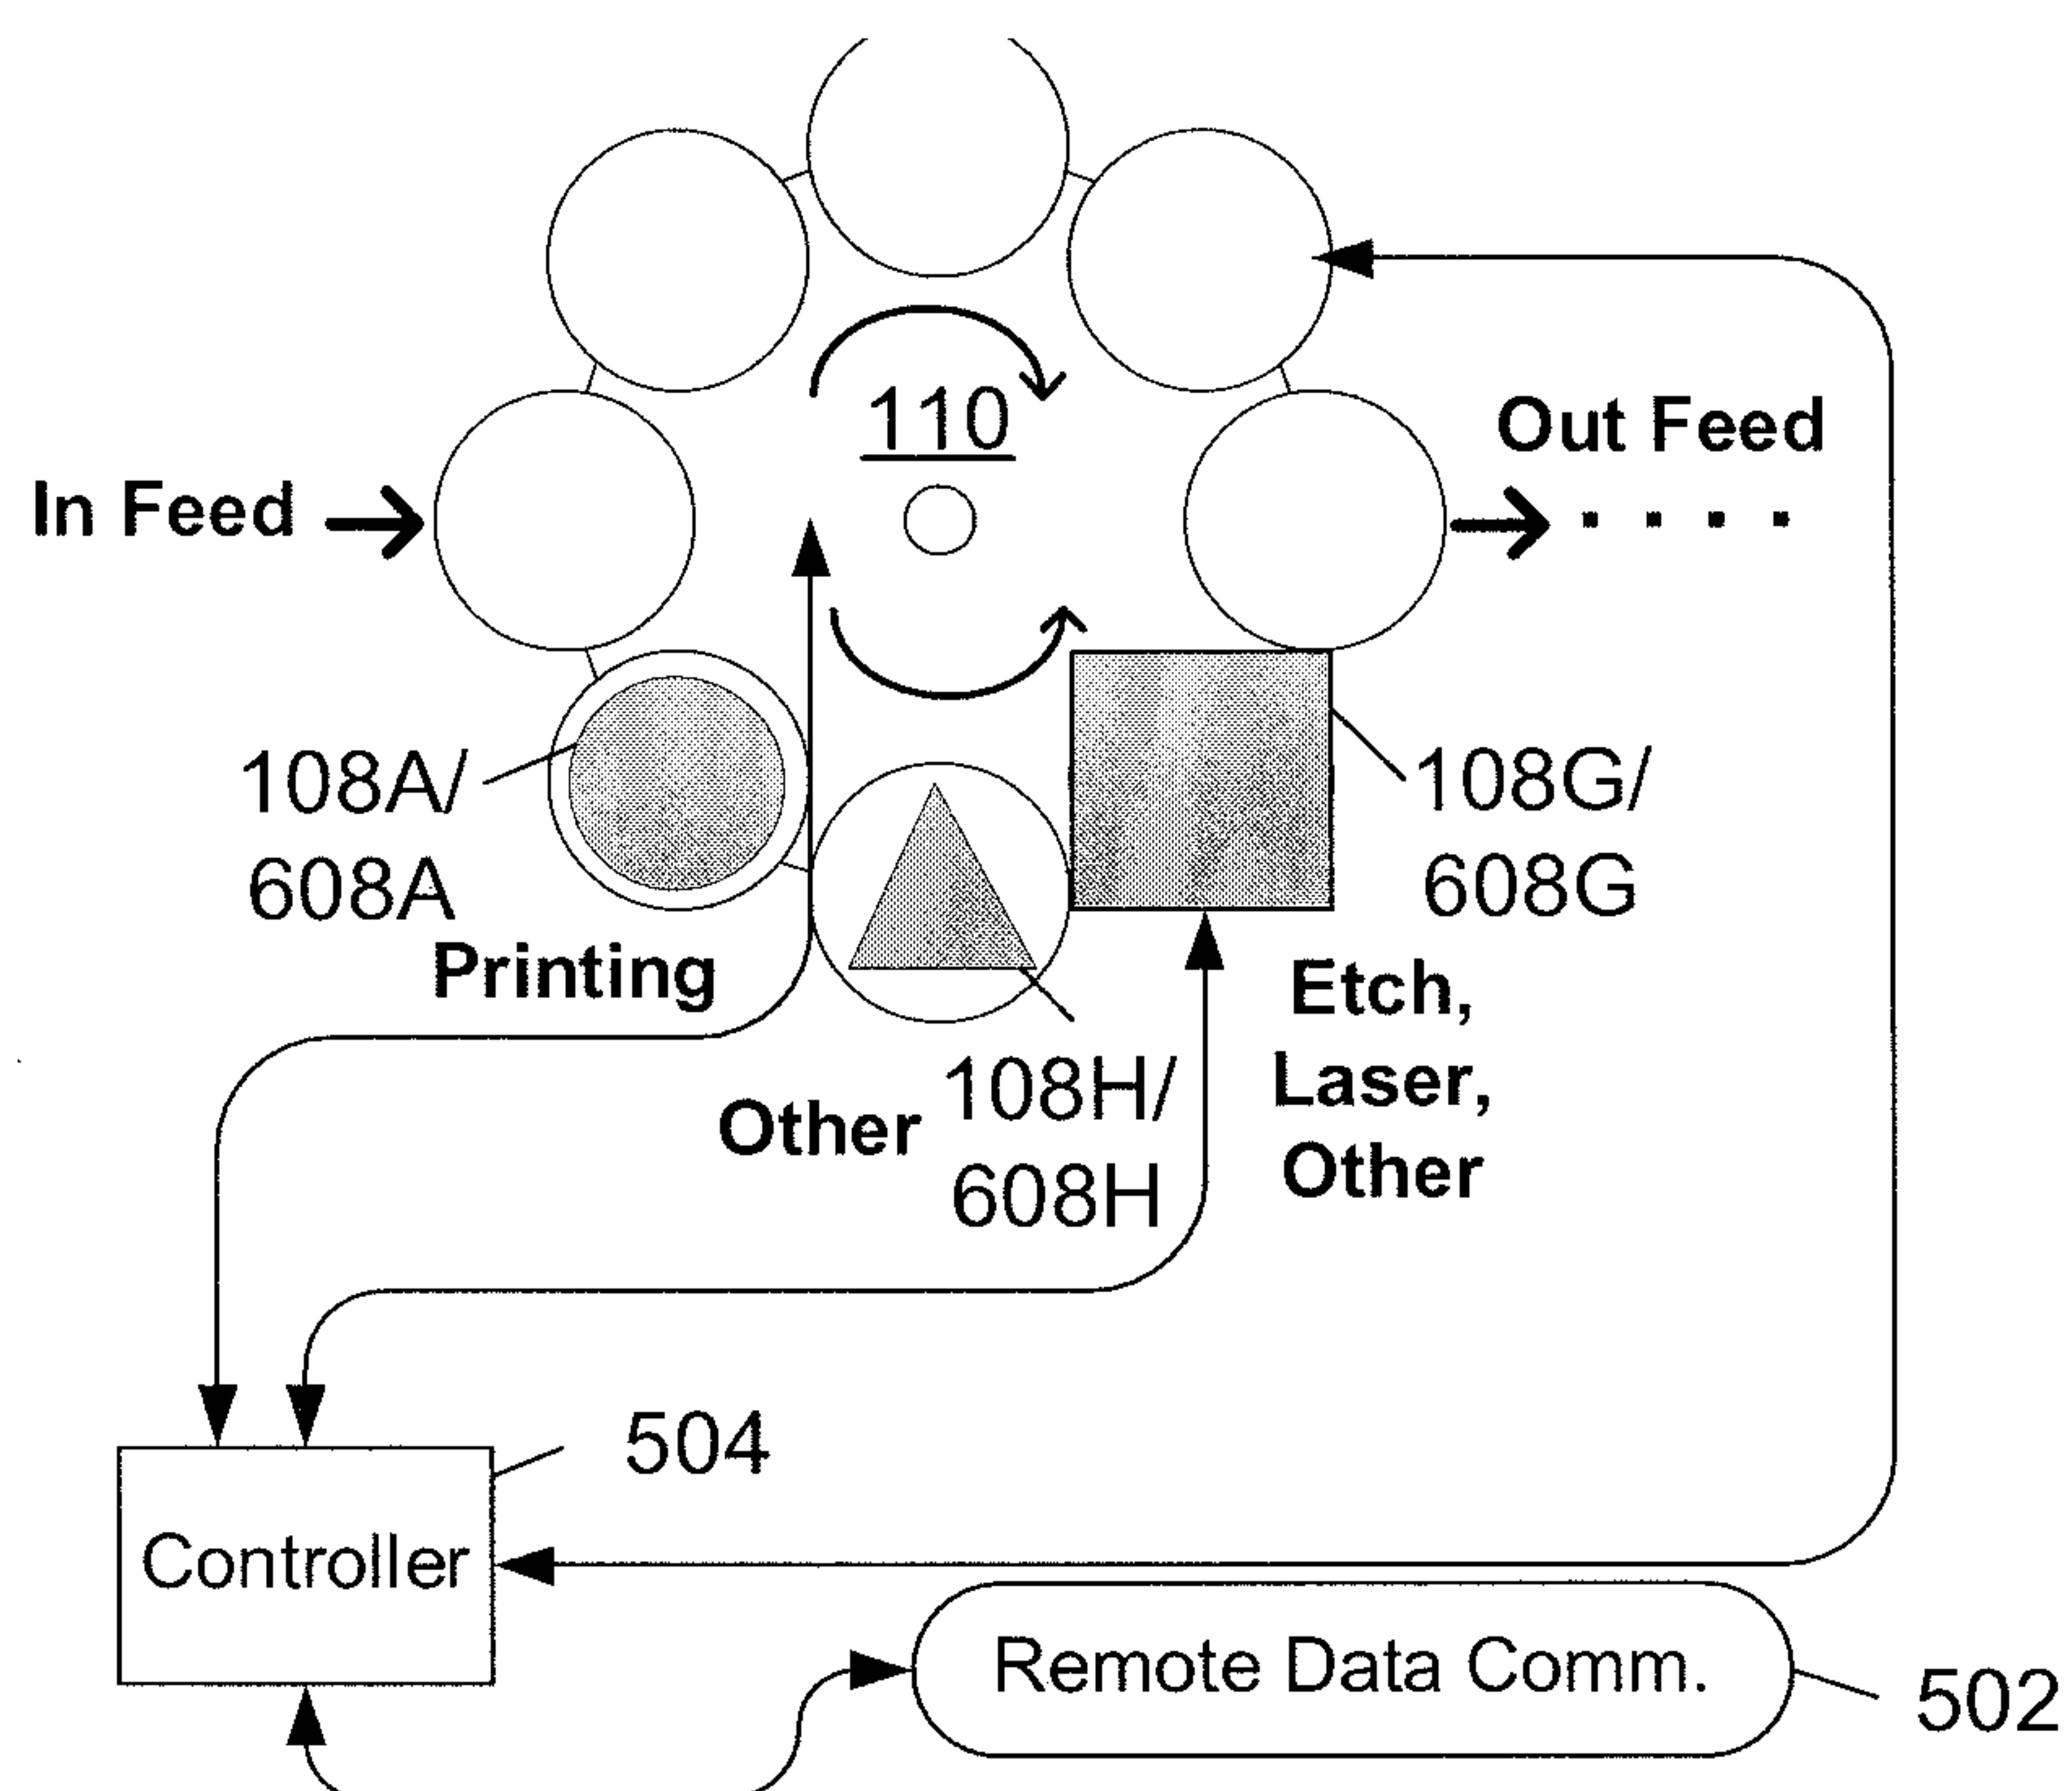 110
Out Feed
In Feed
108A/
608A
108G/
608G
Printing
Etch,
Laser,
Other
108H/
608H
Other
504
Controller
Remote Data Comm.
502